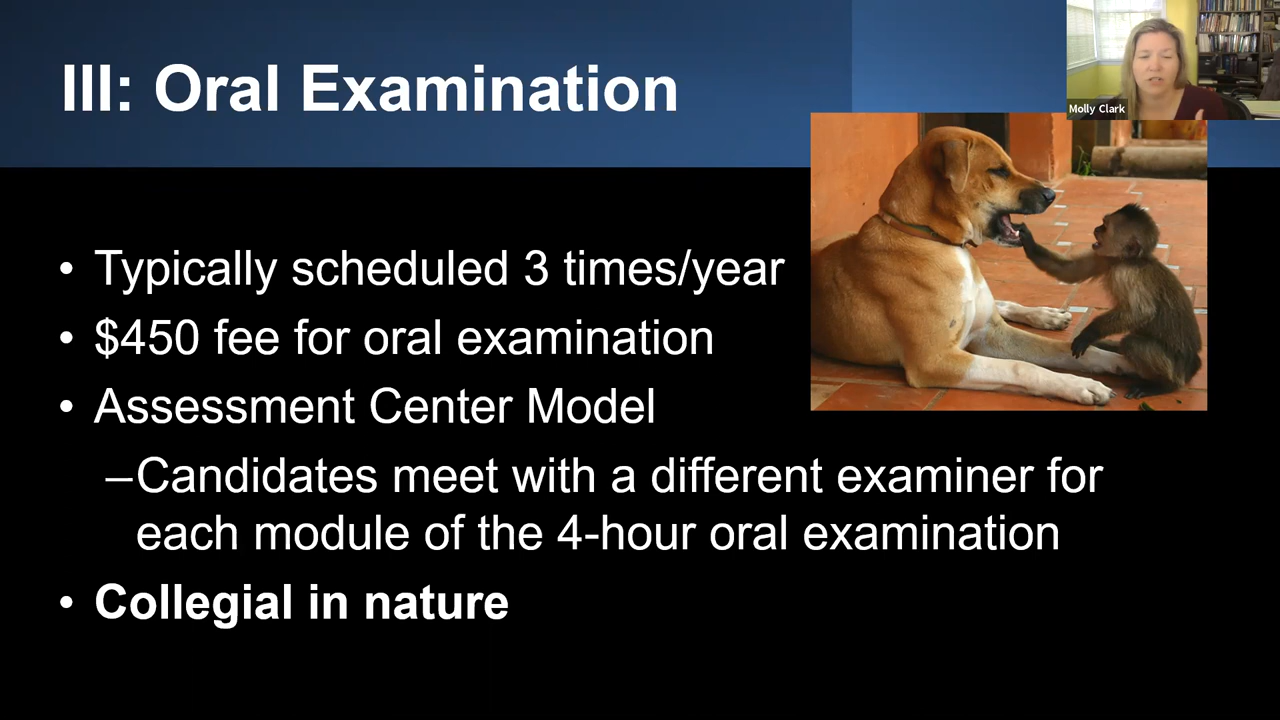 III: Oral Examination
Molly Clark
• Typically scheduled 3 times/year
• $450 fee for oral examination
• Assessment Center Model
–Candidates meet with a different examiner for
each module of the 4-hour oral examination
• Collegial in nature